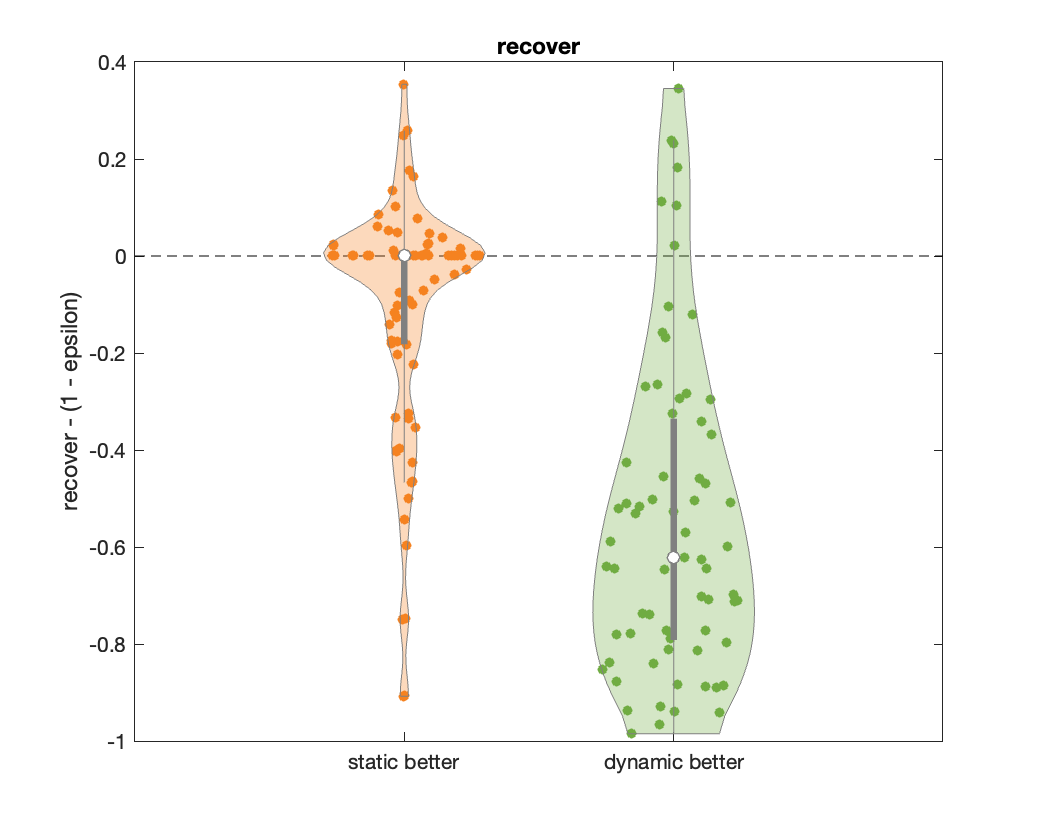 recover
0.4
0.2
0
-0.2
-0.4
-0.6
-0.8
-1
recover - (1 - epsilon)
static better
dynamic better